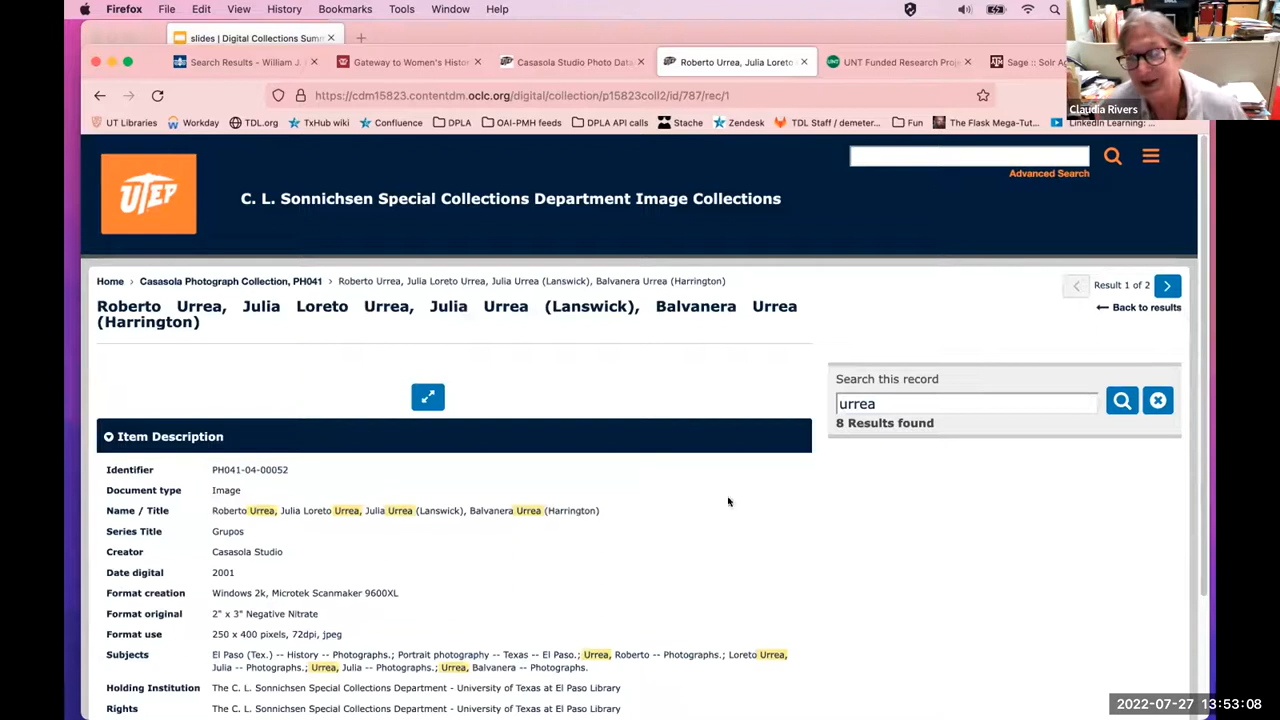 Firefox File Edit View History Bookmarks Tools Window Help
slides | Digital Collections Summ
Search Results - William J.
Gateway to Women's Histo
Casasola Studio Photo Data
Roberto Urrea, Julia Loreto
UNT Funded Research Proj
Sage :: Solr Ag
Claudia Rivers
https://cdm15823.contentdm.oclc.org/digital/collection/p15823coll2/id/787/rec/1
UT Libraries Workday TDL.org TxHub wiki DPLA OAI-PMH feeds DPLA API calls Stache Zendesk TDL Staff / demeter... Fun The Flask Mega-Tut... LinkedIn Learning: ...
UTEP
Advanced Search
C. L. Sonnichsen Special Collections Department Image Collections
Home › Casasola Photograph Collection, PH041 › Roberto Urrea, Julia Loreto Urrea, Julia Urrea (Lanswick), Balvanera Urrea (Harrington)
Result 1 of 2
Back to results
Roberto Urrea, Julia Loreto Urrea, Julia Urrea (Lanswick), Balvanera Urrea
(Harrington)
Search this record
urrea
8 Results found
Item Description
Identifier PH041-04-00052
Document type Image
Name / Title Roberto Urrea, Julia Loreto Urrea, Julia Urrea (Lanswick), Balvanera Urrea (Harrington)
Series Title Grupos
Creator Casasola Studio
Date digital 2001
Format creation Windows 2k, Microtek Scanmaker 9600XL
Format original 2" x 3" Negative Nitrate
Format use 250 x 400 pixels, 72dpi, jpeg
Subjects El Paso (Tex.) -- History -- Photographs.; Portrait photography -- Texas -- El Paso.; Urrea, Roberto -- Photographs.; Loreto Urrea,
Julia -- Photographs.; Urrea, Julia -- Photographs.; Urrea, Balvanera -- Photographs.
Holding Institution The C. L. Sonnichsen Special Collections Department - University of Texas at El Paso Library
Rights The C. L. Sonnichsen Special Collections Department - University of Texas at El Paso Library
2022-07-27 13:53:08